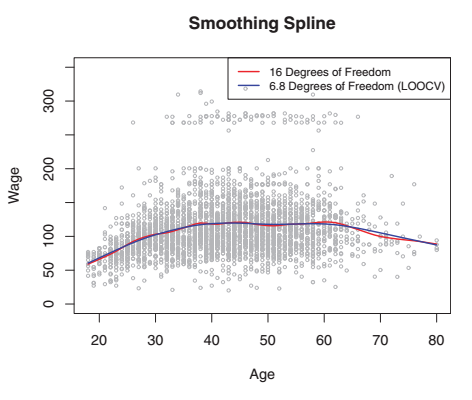 Smoothing Spline
16 Degrees of Freedom
6.8 Degrees of Freedom (LOOCV)
Wage
300
200
100
50
0
20 30 40 50 60 70 80
Age